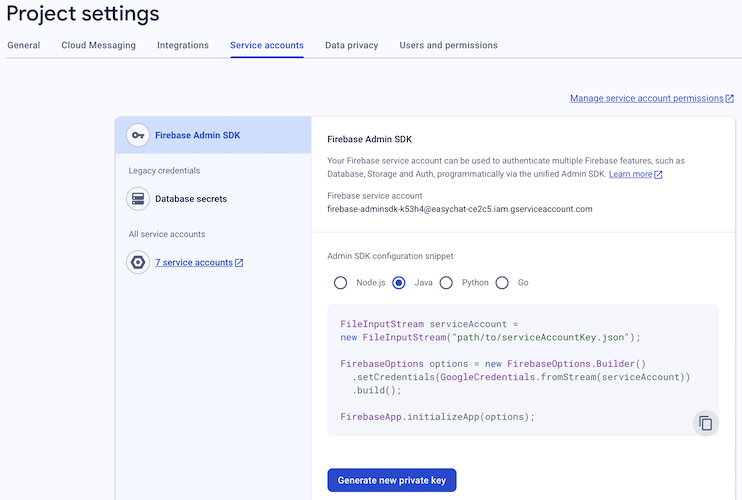 Project settings
General Cloud Messaging Integrations Service accounts Data privacy Users and permissions
Manage service account permissions
Firebase Admin SDK
Legacy credentials
Database secrets
All service accounts
7 service accounts
Firebase Admin SDK
Your Firebase service account can be used to authenticate multiple Firebase features, such as
Database, Storage and Auth, programmatically via the unified Admin SDK. Learn more
Firebase service account
firebase-adminsdk-k53h4@easychat-ce2c5.iam.gserviceaccount.com
Admin SDK configuration snippet
Node.js Java Python Go
FileInputStream serviceAccount =
new FileInputStream("path/to/serviceAccountKey.json");
FirebaseOptions options = new FirebaseOptions.Builder()
.setCredentials(GoogleCredentials.fromStream(serviceAccount))
.build();
FirebaseApp.initializeApp(options);
Generate new private key